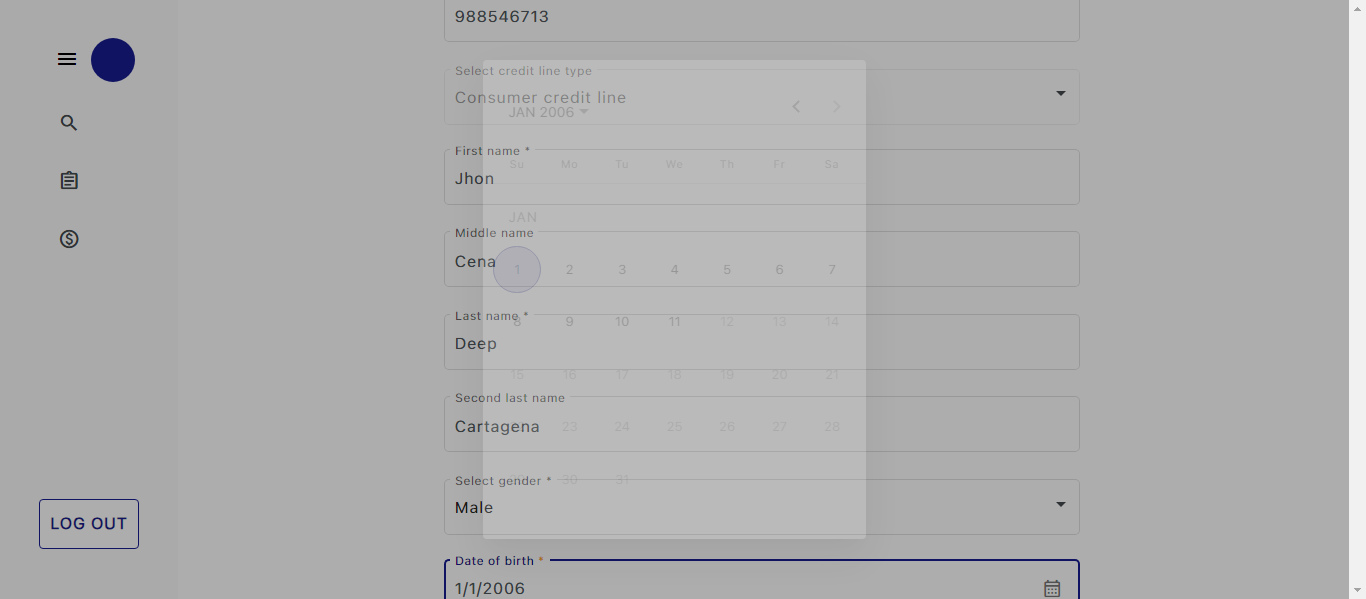 988546713
Select credit line type
Consumer credit line
JAN 2006
First name *
Su Mo Tu We Th Fr Sa
Jhon
JAN
Middle name
Cena
1 2 3 4 5 6 7
Last name *
8 9 10 11 12 13 14
Deep
15 16 17 18 19 20 21
Second last name
Cartagena
23 24 25 26 27 28
Select gender *
30 31
Male
LOG OUT
Date of birth *
1/1/2006